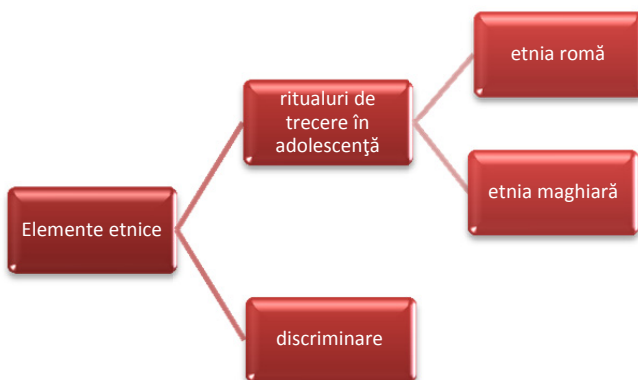 etnia romă
ritualuri de
trecere în
adolescenţă
etnia maghiară
Elemente etnice
discriminare